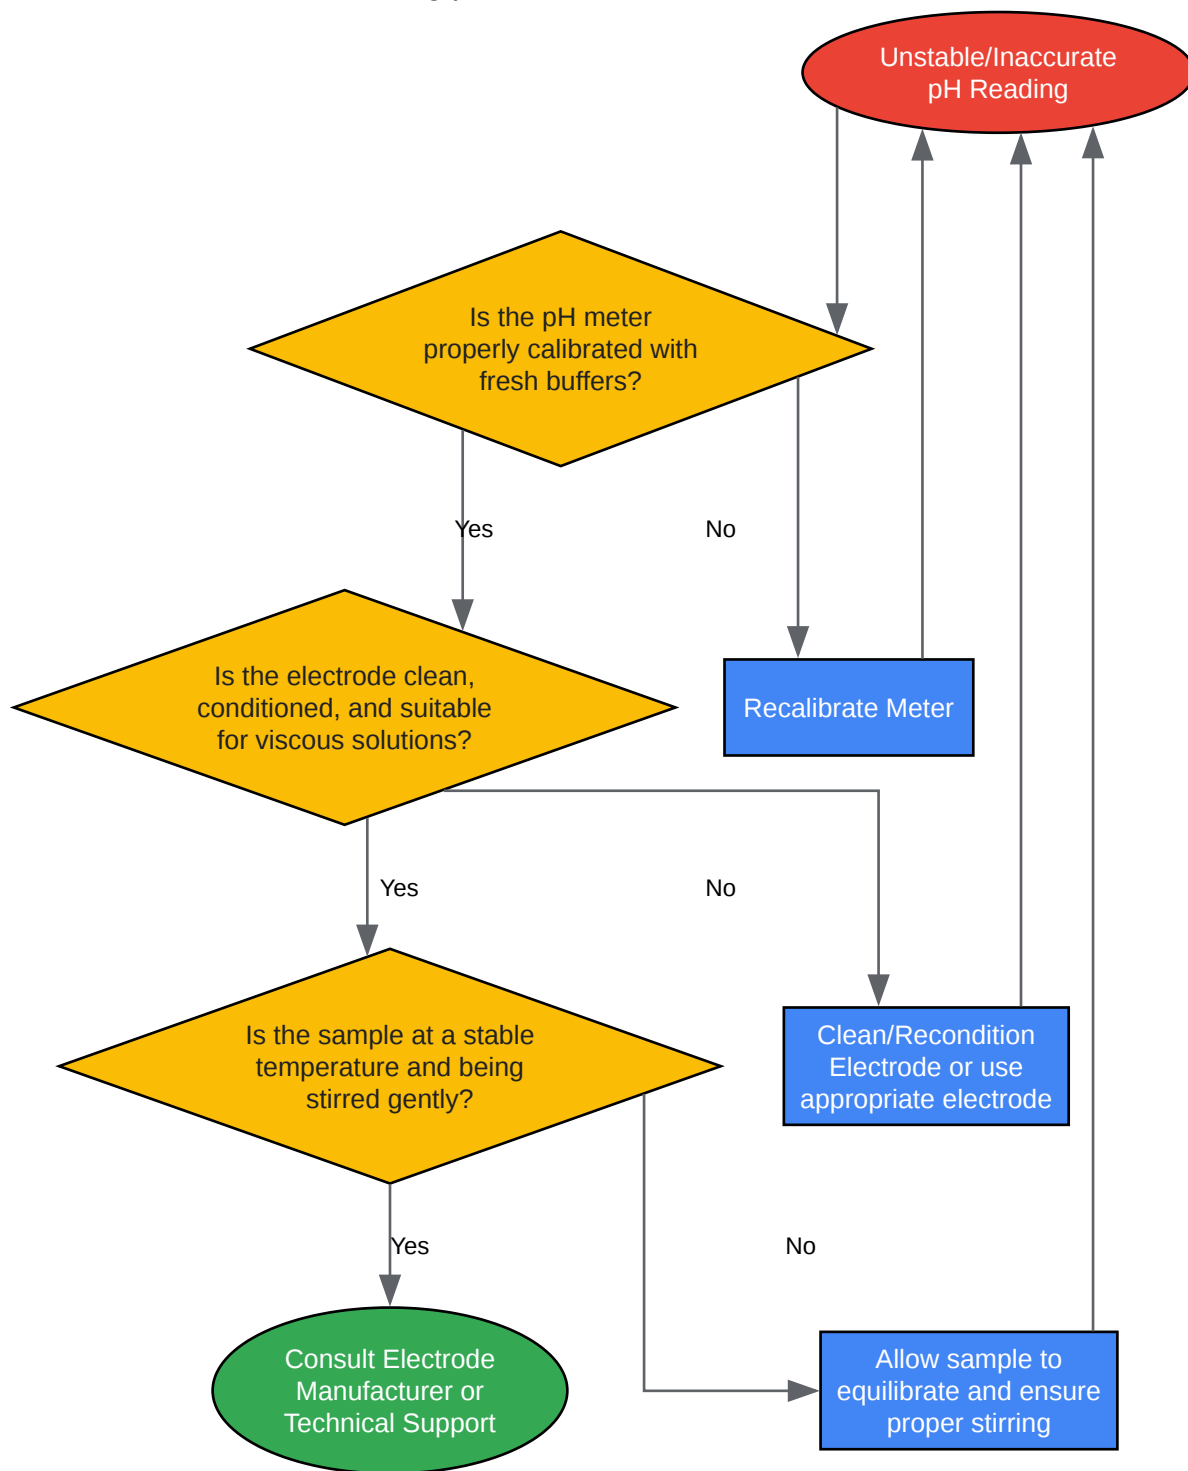 Unstable/Inaccurate
pH Reading
Is the pH meter
properly calibrated with
fresh buffers?
Yes
No
Is the electrode clean,
conditioned, and suitable
for viscous solutions?
Recalibrate Meter
Yes
No
Is the sample at a stable
temperature and being
stirred gently?
Clean/Recondition
Electrode or use
appropriate electrode
Yes
No
Consult Electrode
Manufacturer or
Technical Support
Allow sample to
equilibrate and ensure
proper stirring